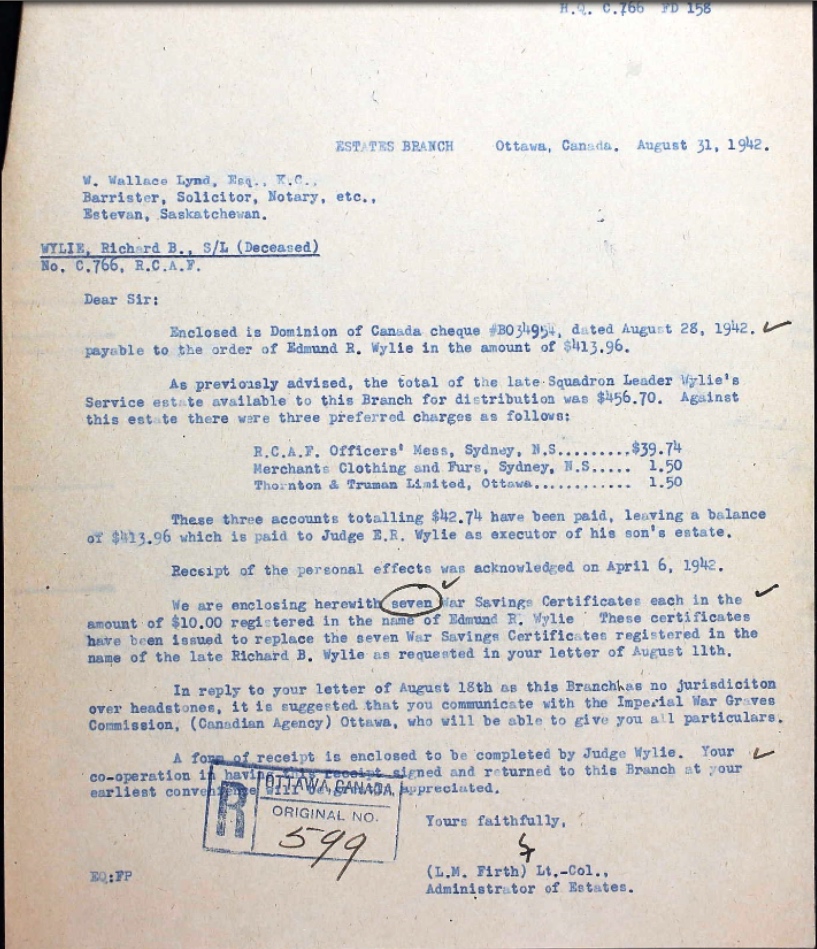 H.Q. C.766 FD 158
ESTATES BRANCH Ottawa, Canada. August 31, 1942.
W. Wallace Lynd, Esq., K.C.,
Barrister, Solicitor, Notary, etc.,
Estevan, Saskatchewan.
WYLIE, Richard B., S/L (Deceased)
No. C.766, R.C.A.F.
Dear Sir:
Enclosed is Dominion of Canada cheque #B034954, dated August 28, 1942.
payable to the order of Edmund R. Wylie in the amount of $413.96.
As previously advised, the total of the late Squadron Leader Wylie's
Service estate available to this Branch for distribution was $456.70. Against
this estate there were three preferred charges as follows:
R.C.A.F. Officers' Mess, Sydney, N.S.........$39.74
Merchants Clothing and Furs, Sydney, N.S..... 1.50
Thornton & Truman Limited, Ottawa............ 1.50
These three accounts totalling $42.74 have been paid, leaving a balance
of $413.96 which is paid to Judge E.R. Wylie as executor of his son's estate.
Receipt of the personal effects was acknowledged on April 6, 1942.
We are enclosing herewith seven War Savings Certificates each in the
amount of $10.00 registered in the name of Edmund R. Wylie These certificates
have been issued to replace the seven War Savings Certificates registered in the
name of the late Richard B. Wylie as requested in your letter of August 11th.
In reply to your letter of August 18th as this Branch has no jurisdiciton
over headstones, it is suggested that you communicate with the Imperial War Graves
Commission, (Canadian Agency) Ottawa, who will be able to give you all particulars.
A form of receipt is enclosed to be completed by Judge Wylie. Your
co-operation in having this receipt signed and returned to this Branch at your
earliest convenience will be appreciated.
R OTTAWA, CANADA
ORIGINAL NO.
599
Yours faithfully,
(L.M. Firth) Lt.-Col.,
Administrator of Estates.
EQ:FP